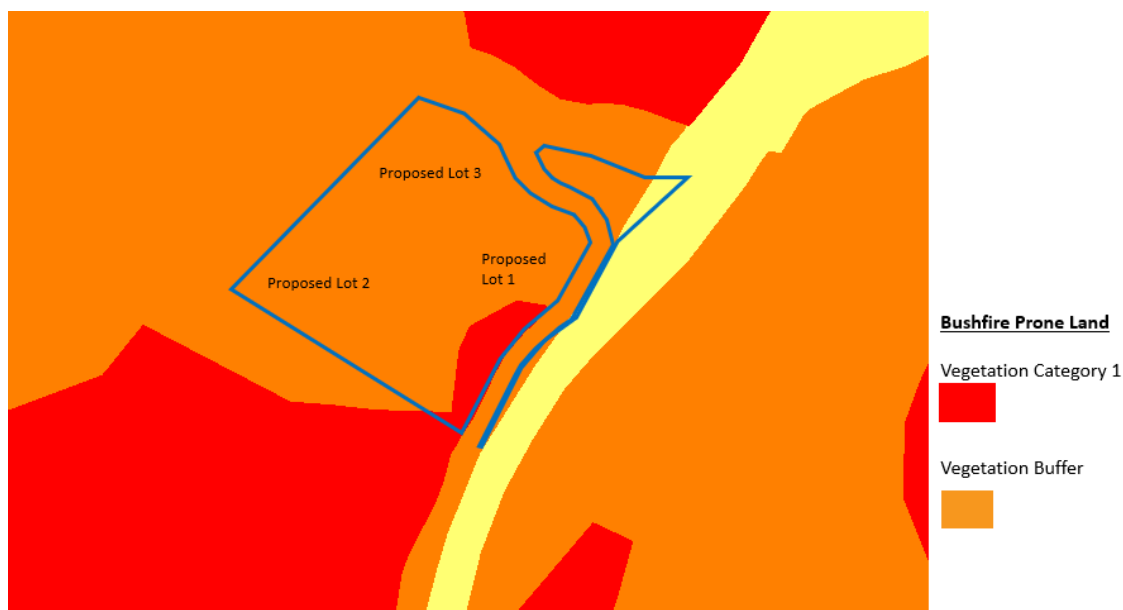 Proposed Lot 3
Proposed
Lot 1
Proposed Lot 2
Bushfire Prone Land
Vegetation Category 1
Vegetation Buffer